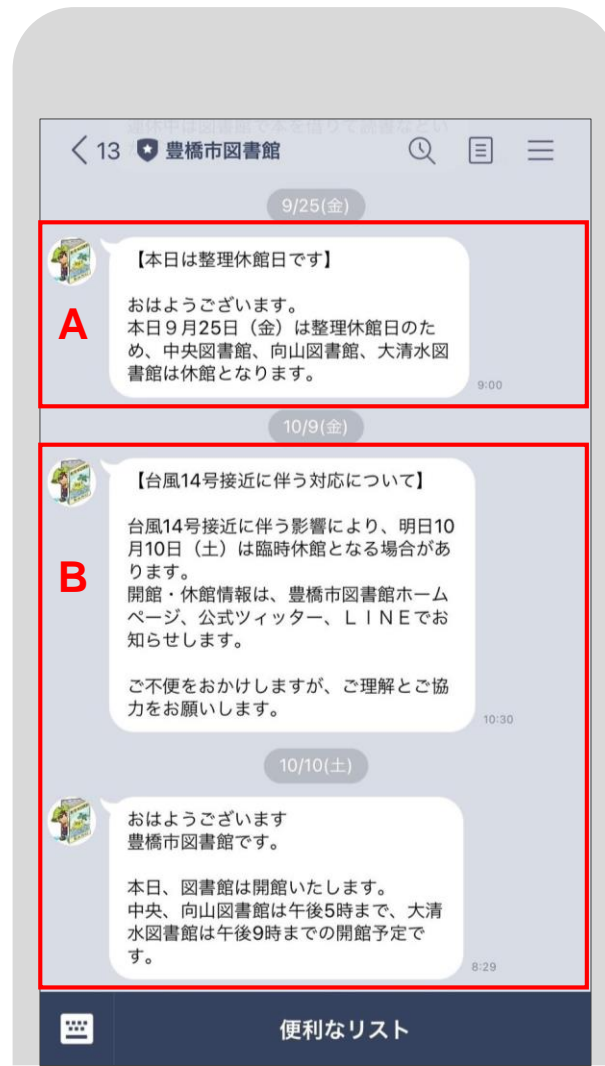 13 豊橋市図書館
9/25(金)
A
【本日は整理休館日です】
おはようございます。
本日９月25日（金）は整理休館日のた
め、中央図書館、向山図書館、大清水図
書館は休館となります。
9:00
10/9(金)
B
【台風14号接近に伴う対応について】
台風14号接近に伴う影響により、明日10
月10日（土）は臨時休館となる場合があ
ります。
開館・休館情報は、豊橋市図書館ホーム
ページ、公式ツィッター、ＬＩＮＥでお
知らせします。
ご不便をおかけしますが、ご理解とご協
力をお願いします。
10:30
10/10(土)
おはようございます
豊橋市図書館です。
本日、図書館は開館いたします。
中央、向山図書館は午後5時まで、大清
水図書館は午後9時までの開館予定で
す。
8:29
便利なリスト